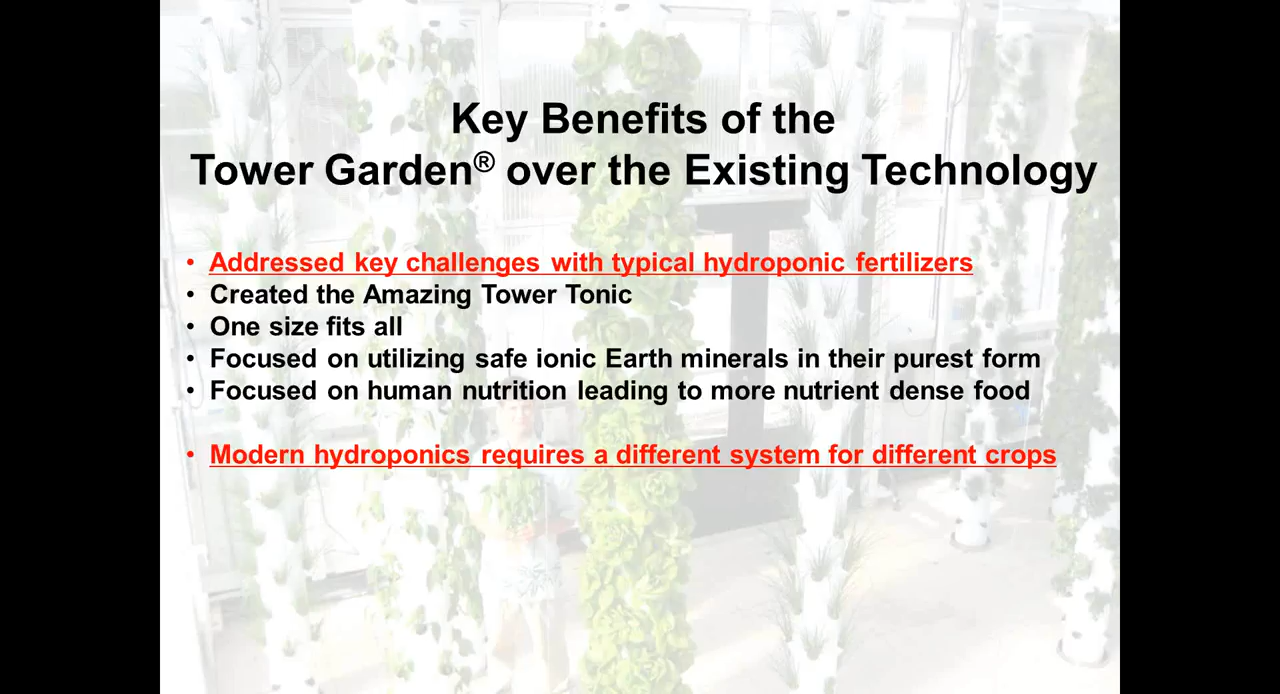 Key Benefits of the
Tower Garden® over the Existing Technology
• Addressed key challenges with typical hydroponic fertilizers
• Created the Amazing Tower Tonic
• One size fits all
• Focused on utilizing safe ionic Earth minerals in their purest form
• Focused on human nutrition leading to more nutrient dense food
• Modern hydroponics requires a different system for different crops